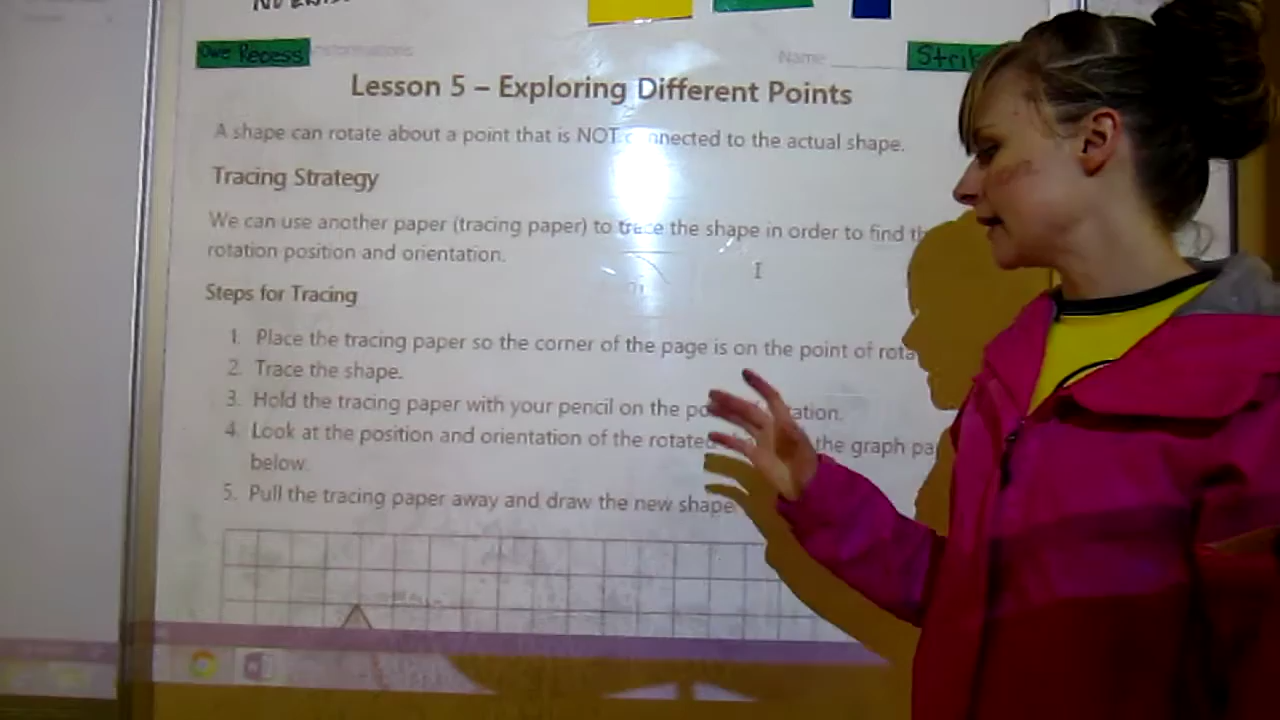 Owe Recess
Name
Strik
Lesson 5 – Exploring Different Points
A shape can rotate about a point that is NOT connected to the actual shape.
Tracing Strategy
We can use another paper (tracing paper) to trace the shape in order to find th
rotation position and orientation.
Steps for Tracing
1. Place the tracing paper so the corner of the page is on the point of rota
2. Trace the shape.
3. Hold the tracing paper with your pencil on the po ation.
4. Look at the position and orientation of the rotated the graph pa
below.
5. Pull the tracing paper away and draw the new shape